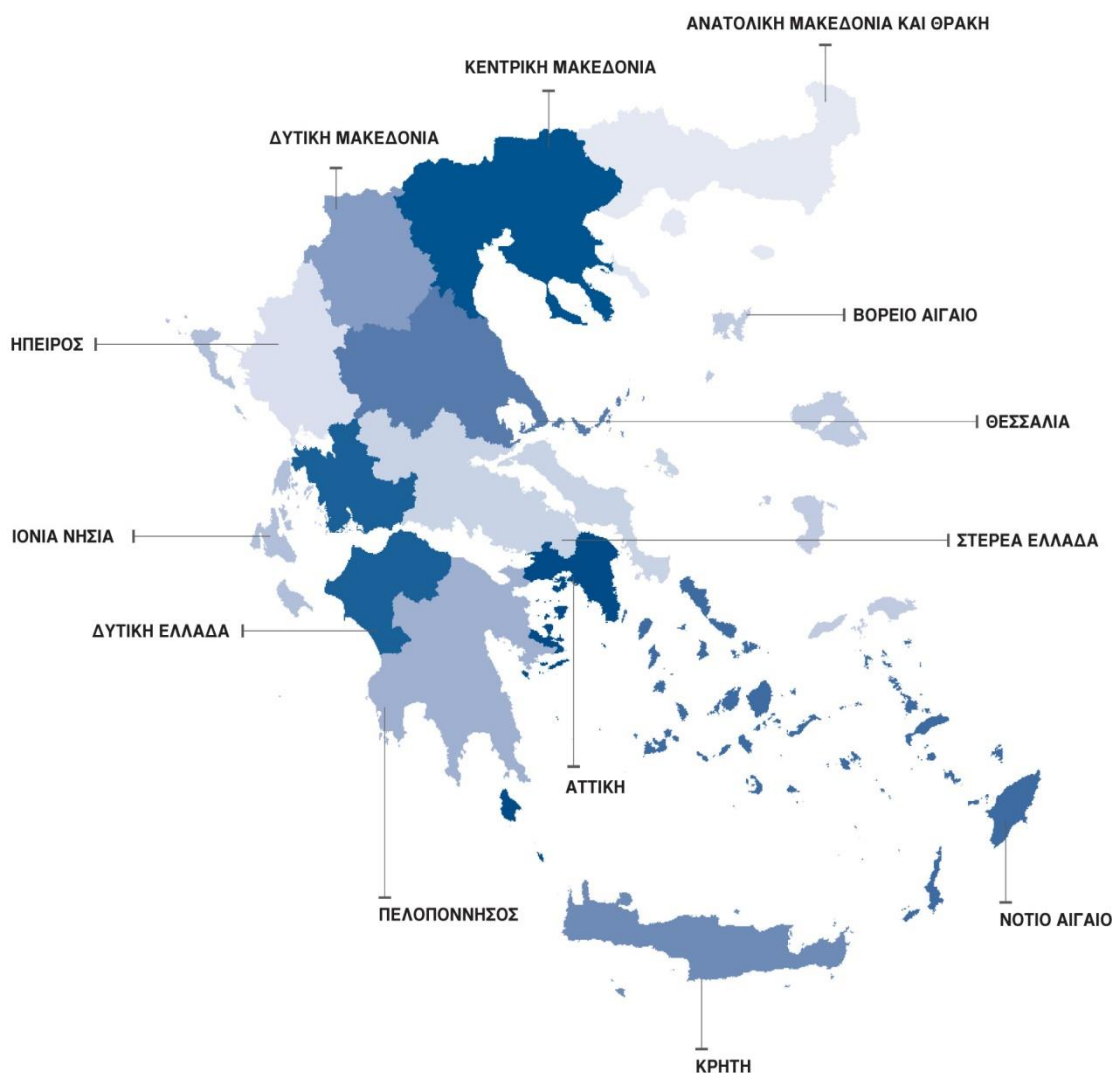 ΑΝΑΤΟΛΙΚΗ ΜΑΚΕΔΟΝΙΑ ΚΑΙ ΘΡΑΚΗ
ΚΕΝΤΡΙΚΗ ΜΑΚΕΔΟΝΙΑ
ΔΥΤΙΚΗ ΜΑΚΕΔΟΝΙΑ
ΒΟΡΕΙΟ ΑΙΓΑΙΟ
ΗΠΕΙΡΟΣ
ΘΕΣΣΑΛΙΑ
ΙΟΝΙΑ ΝΗΣΙΑ
ΣΤΕΡΕΑ ΕΛΛΑΔΑ
ΔΥΤΙΚΗ ΕΛΛΑΔΑ
ΑΤΤΙΚΗ
ΠΕΛΟΠΟΝΝΗΣΟΣ
ΝΟΤΙΟ ΑΙΓΑΙΟ
ΚΡΗΤΗ